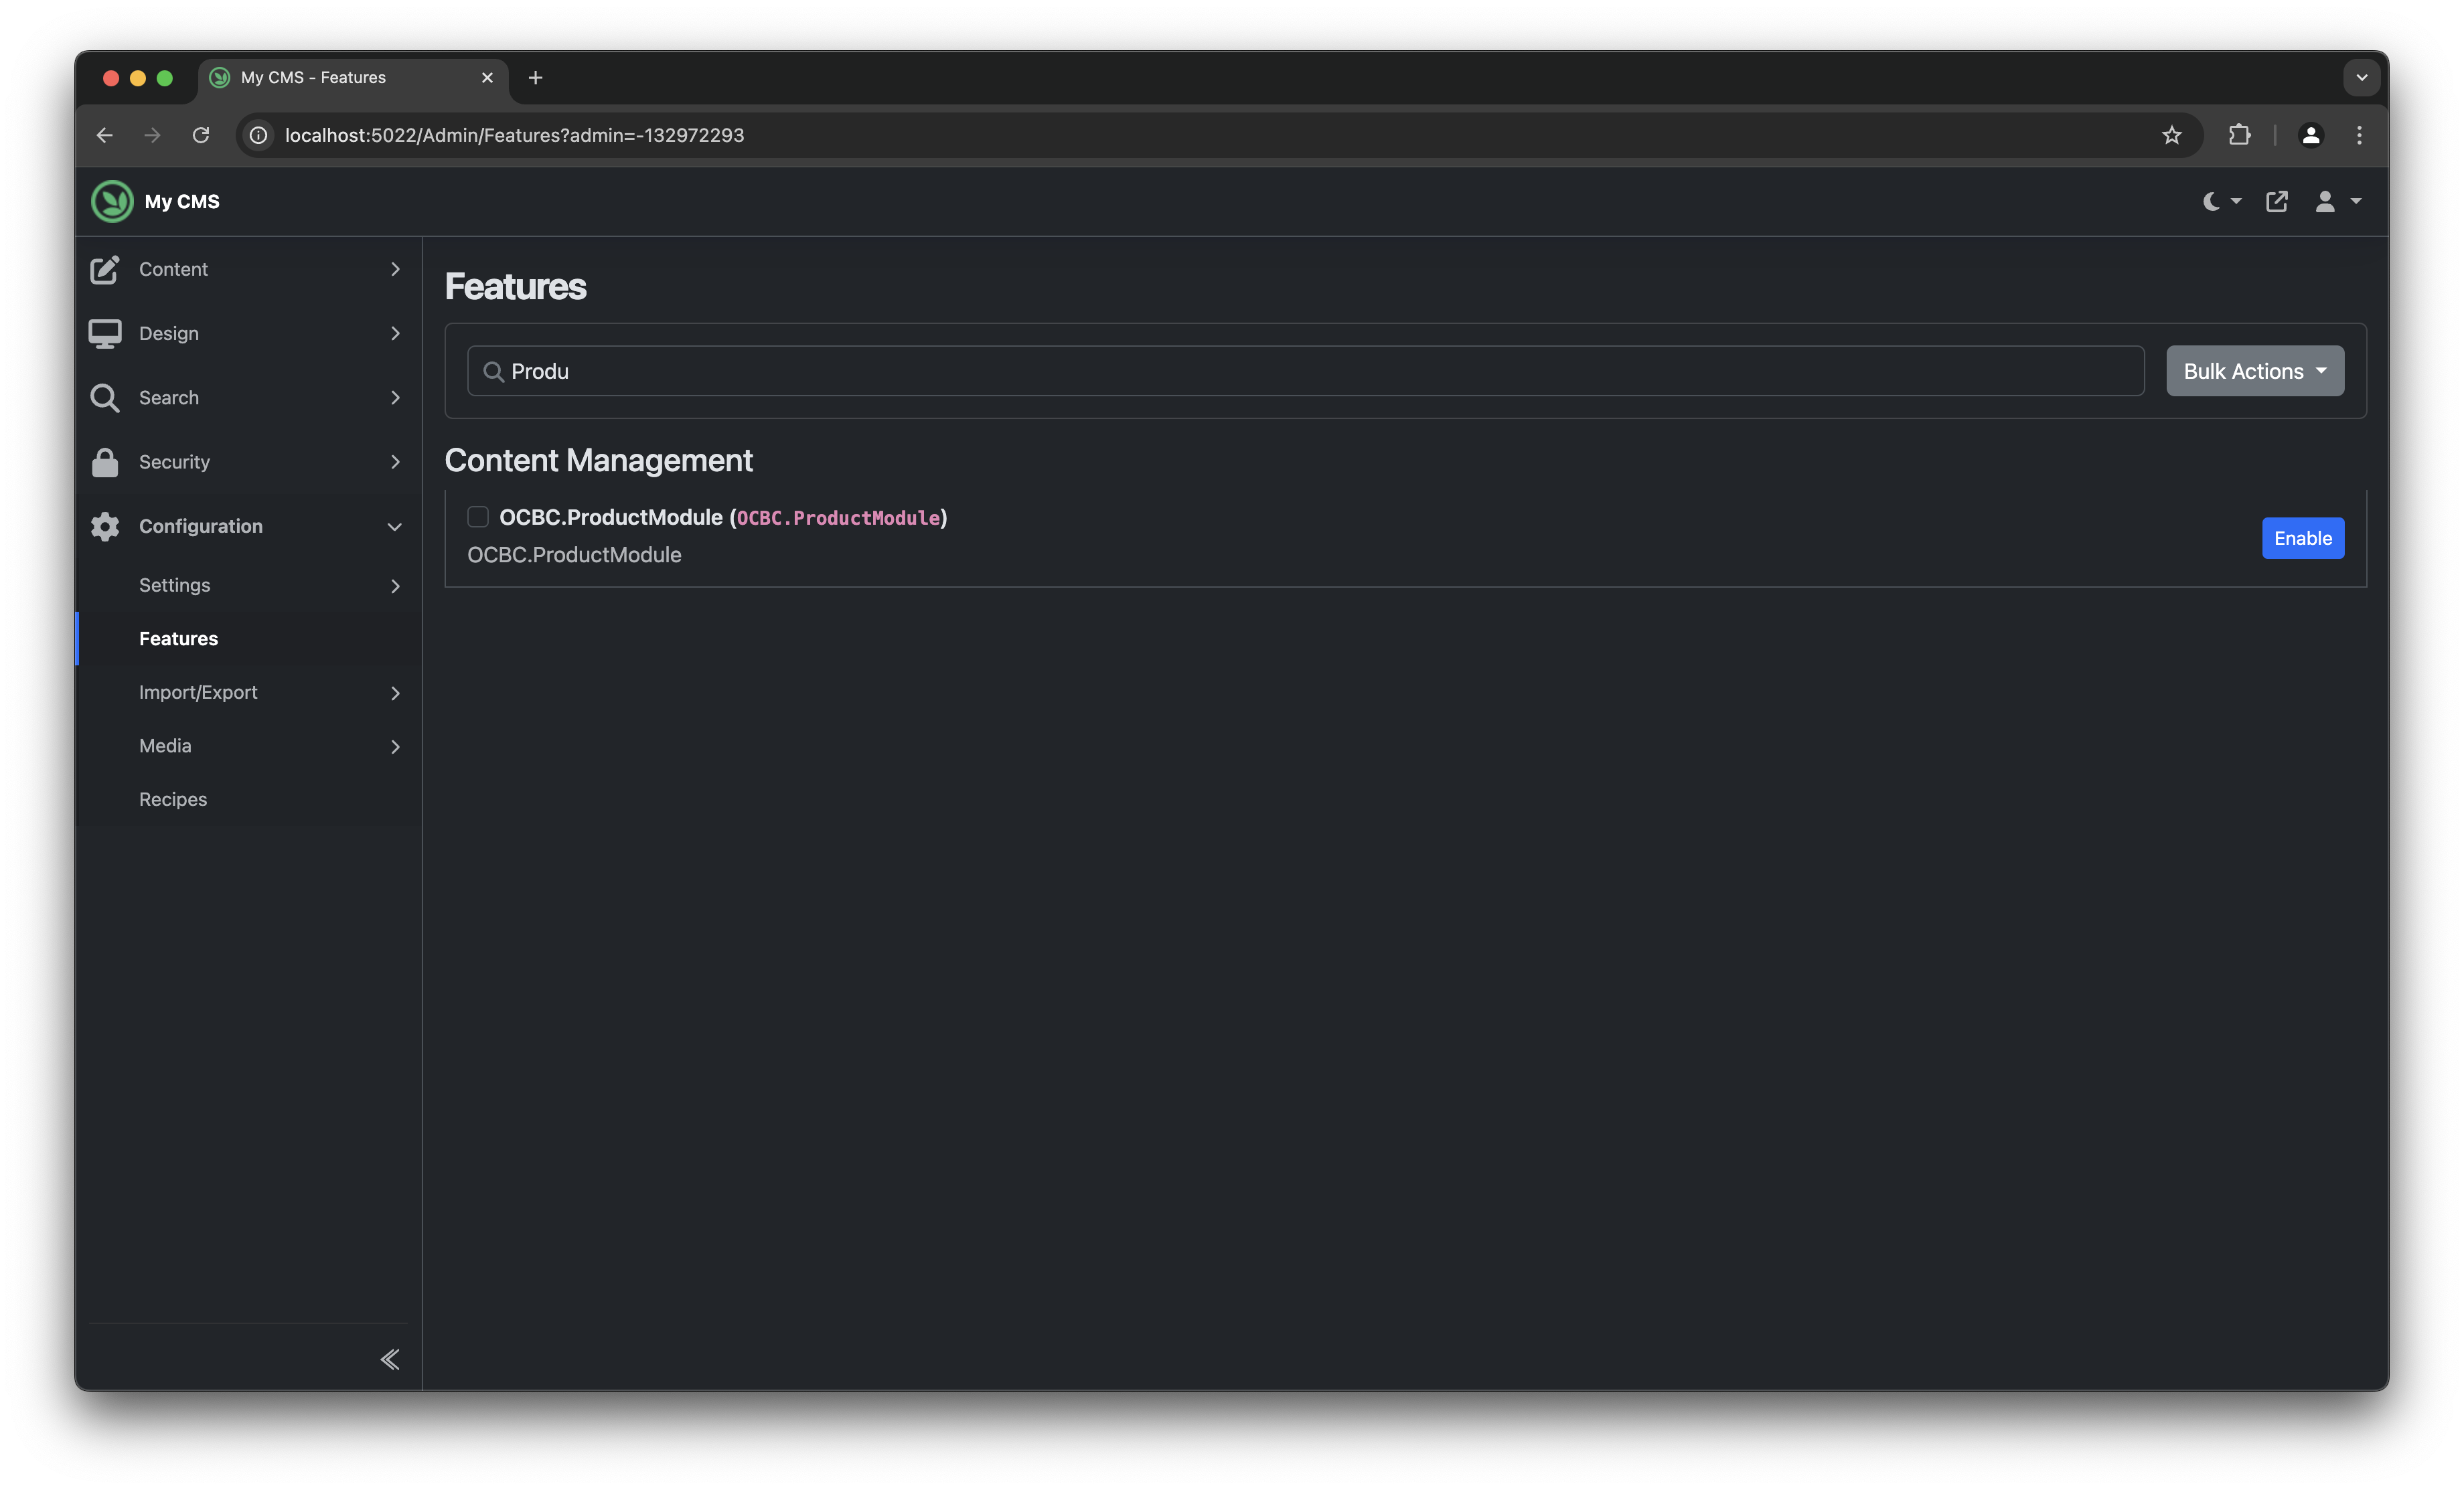 My CMS - Features
localhost:5022/Admin/Features?admin=-132972293
My CMS
Content
Design
Search
Security
Configuration
Settings
Features
Import/Export
Media
Recipes
Features
Produ
Bulk Actions
Content Management
OCBC.ProductModule (OCBC.ProductModule)
OCBC.ProductModule
Enable